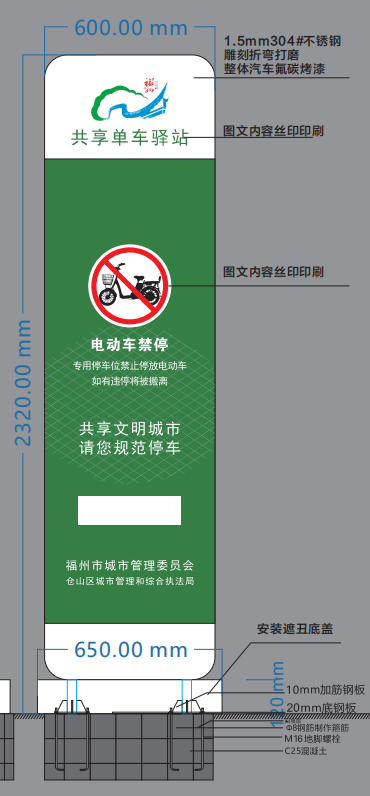 600.00 mm
1.5mm304#不锈钢
雕刻折弯打磨
整体汽车氟碳烤漆
共享单车驿站
图文内容丝印印刷
图文内容丝印印刷
电动车禁停
专用停车位禁止停放电动车
如有违停将被搬离
2320.00 mm
共享文明城市
请您规范停车
福州市城市管理委员会
仓山区城市管理和综合执法局
安装遮丑底盖
650.00 mm
120 mm
10mm加筋钢板
20mm底钢板
Φ8钢筋制作箍筋
M16地脚螺栓
C25混凝土